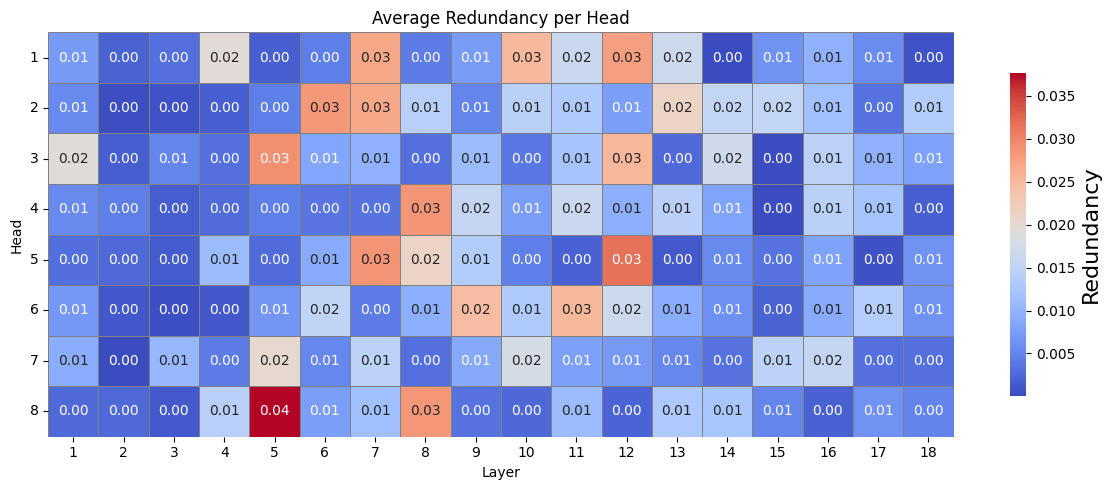 Average Redundancy per Head
1 0.01 0.00 0.00 0.02 0.00 0.00 0.03 0.00 0.01 0.03 0.02 0.03 0.02 0.00 0.01 0.01 0.01 0.00
2 0.01 0.00 0.00 0.00 0.00 0.03 0.03 0.01 0.01 0.01 0.01 0.01 0.02 0.02 0.02 0.01 0.00 0.01
3 0.02 0.00 0.01 0.00 0.03 0.01 0.01 0.00 0.01 0.00 0.01 0.03 0.00 0.02 0.00 0.01 0.01 0.01
4 0.01 0.00 0.00 0.00 0.00 0.00 0.00 0.03 0.02 0.01 0.02 0.01 0.01 0.01 0.00 0.01 0.01 0.00
5 0.00 0.00 0.00 0.01 0.00 0.01 0.03 0.02 0.01 0.00 0.00 0.03 0.00 0.01 0.00 0.01 0.00 0.01
6 0.01 0.00 0.00 0.00 0.01 0.02 0.00 0.01 0.02 0.01 0.03 0.02 0.01 0.01 0.00 0.01 0.01 0.01
7 0.01 0.00 0.01 0.00 0.02 0.01 0.01 0.00 0.01 0.02 0.01 0.01 0.01 0.00 0.01 0.02 0.00 0.00
8 0.00 0.00 0.00 0.01 0.04 0.01 0.01 0.03 0.00 0.00 0.01 0.00 0.01 0.01 0.01 0.00 0.01 0.00
Head
1 2 3 4 5 6 7 8 9 10 11 12 13 14 15 16 17 18
Layer
0.035
0.030
0.025
0.020
0.015
0.010
0.005
Redundancy